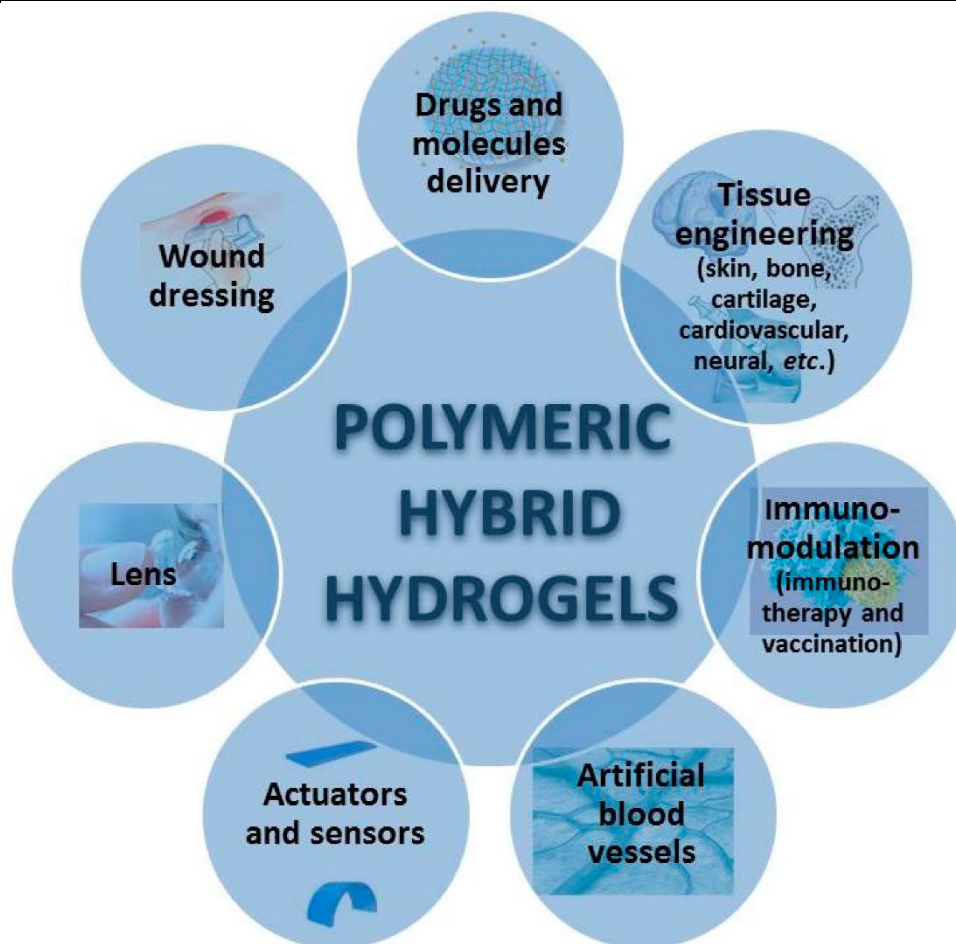 Drugs and
molecules
delivery
Tissue
engineering
(skin, bone,
cartilage,
cardiovascular,
neural, etc.)
Wound
dressing
POLYMERIC
HYBRID
HYDROGELS
Immuno-
modulation
(immuno-
therapy and
vaccination)
Lens
Actuators
and sensors
Artificial
blood
vessels